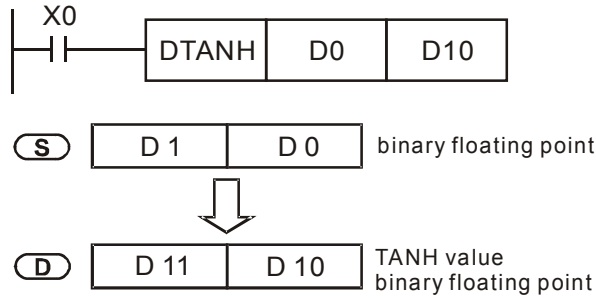 X0
DTANH D0 D10
S D 1 D 0 binary floating point
D D 11 D 10 TANH value
binary floating point